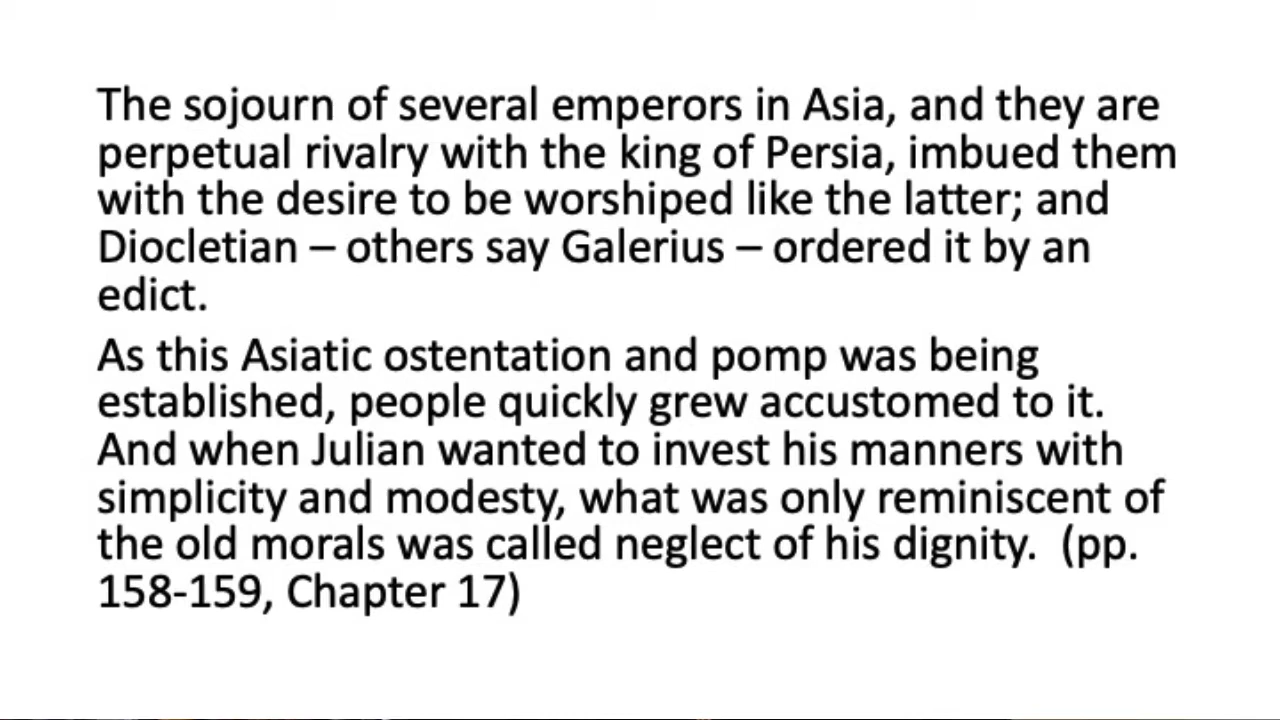 The sojourn of several emperors in Asia, and they are
perpetual rivalry with the king of Persia, imbued them
with the desire to be worshiped like the latter; and
Diocletian – others say Galerius – ordered it by an
edict.
As this Asiatic ostentation and pomp was being
established, people quickly grew accustomed to it.
And when Julian wanted to invest his manners with
simplicity and modesty, what was only reminiscent of
the old morals was called neglect of his dignity.  (pp.
158-159, Chapter 17)